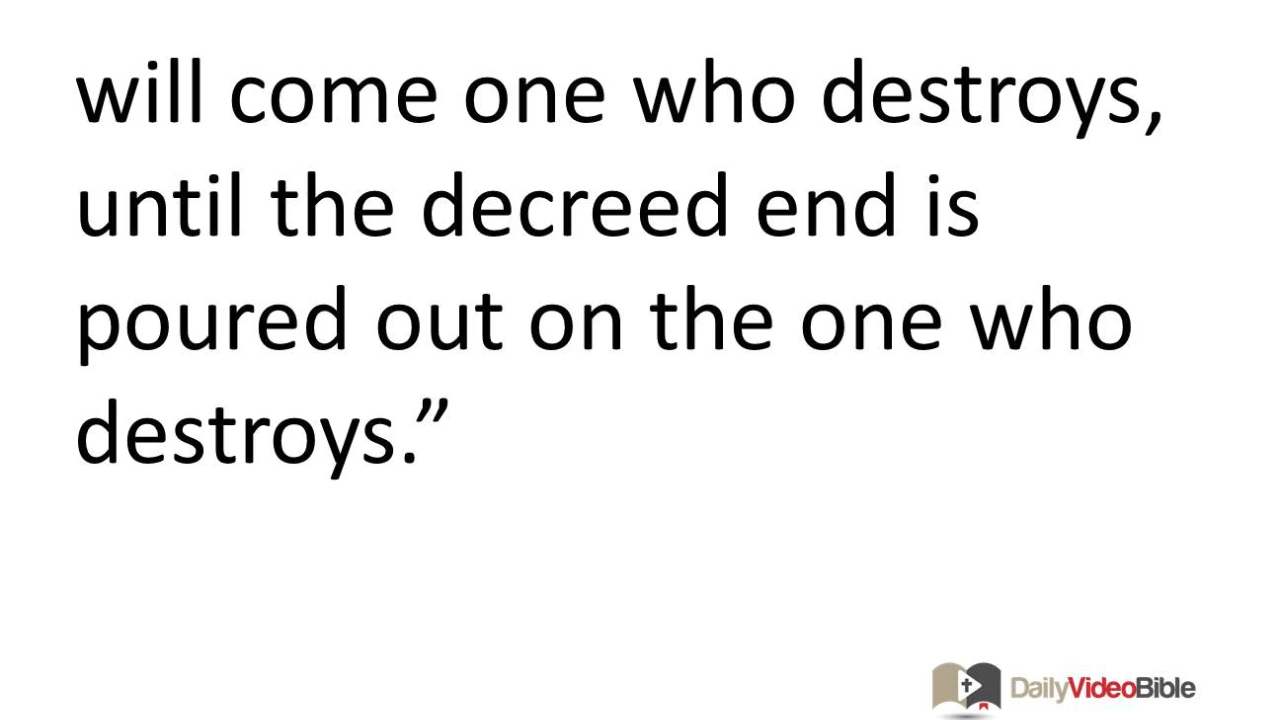 will come one who destroys,
until the decreed end is
poured out on the one who
destroys.”
DailyVideoBible